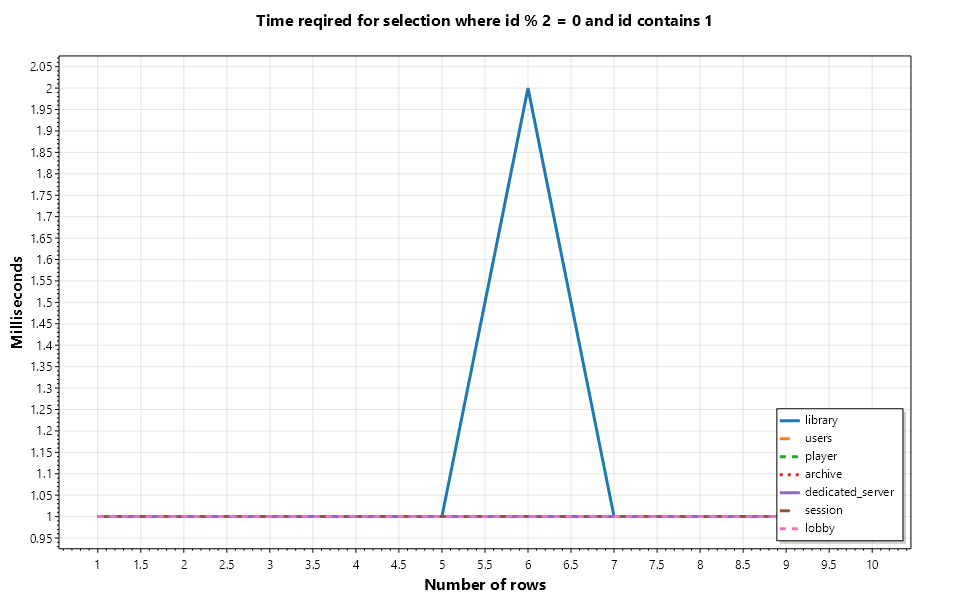 Time reqired for selection where id % 2 = 0 and id contains 1
2.05
2
1.95
1.9
1.85
1.8
1.75
1.7
1.65
1.6
1.55
1.5
1.45
1.4
1.35
1.3
1.25
1.2
1.15
1.1
1.05
1
0.95
Milliseconds
library
users
player
archive
dedicated_server
session
lobby
1 1.5 2 2.5 3 3.5 4 4.5 5 5.5 6 6.5 7 7.5 8 8.5 9 9.5 10
Number of rows